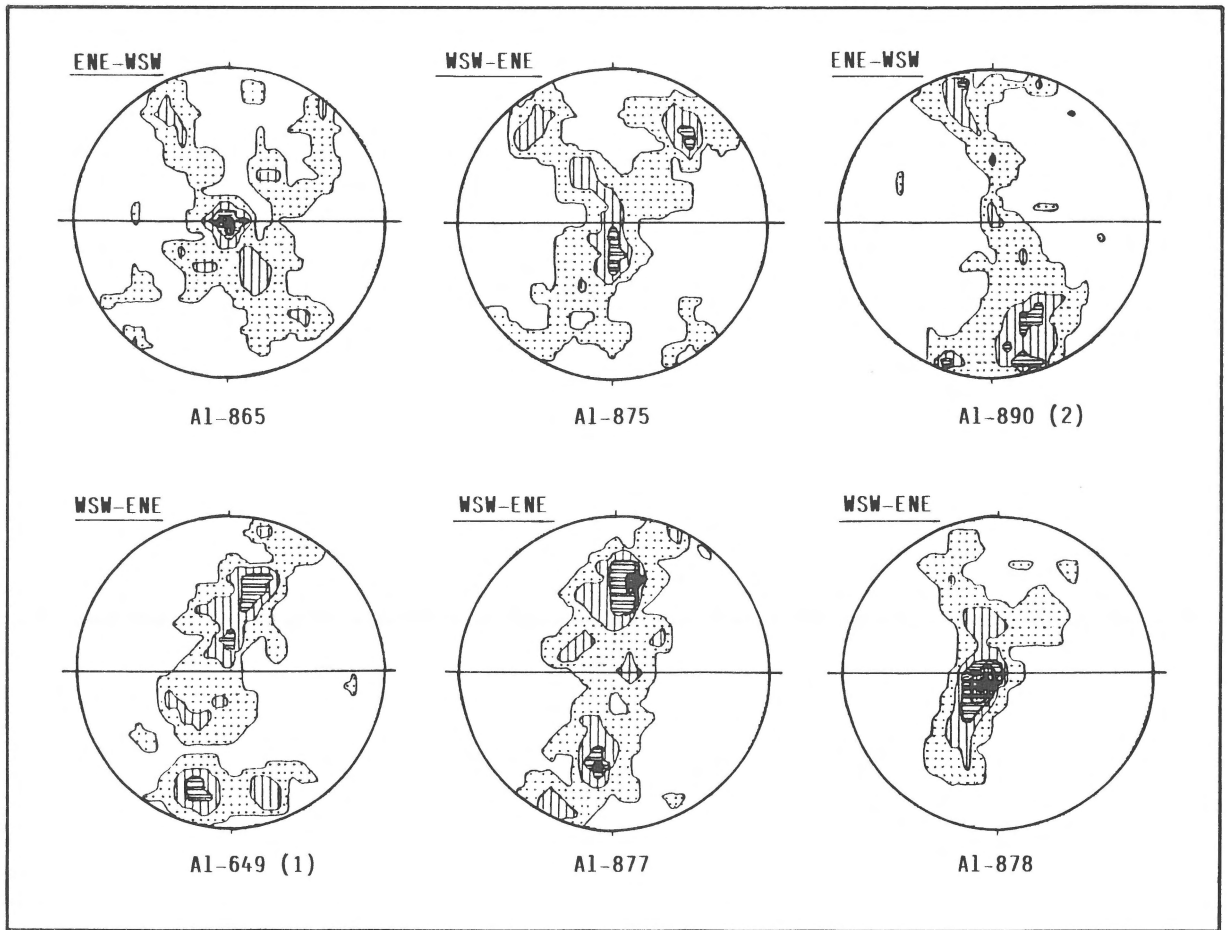 ENE-WSW
WSW-ENE
ENE-WSW
Al-865
Al-875
Al-890 (2)
WSW-ENE
WSW-ENE
WSW-ENE
Al-649 (1)
Al-877
Al-878